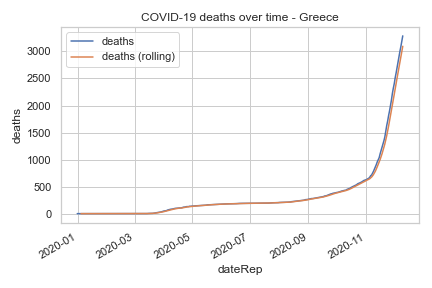 COVID-19 deaths over time - Greece
deaths
deaths (rolling)
3000
2500
2000
1500
1000
500
0
deaths
2020-01
2020-03
2020-05
2020-07
2020-09
2020-11
dateRep